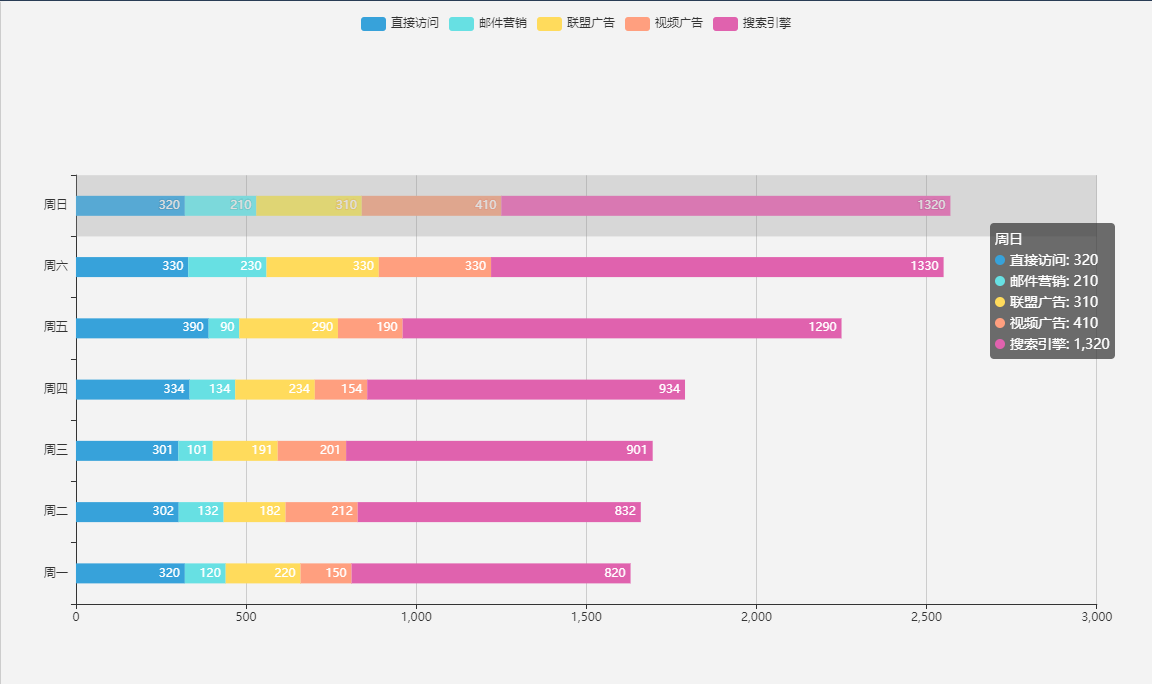 直接访问 邮件营销 联盟广告 视频广告 搜索引擎
周日 320 210 310 410 1320
周六 330 230 330 330 1330
周五 390 90 290 190 1290
周四 334 134 234 154 934
周三 301 101 191 201 901
周二 302 132 182 212 832
周一 320 120 220 150 820
0 500 1,000 1,500 2,000 2,500 3,000
周日
直接访问: 320
邮件营销: 210
联盟广告: 310
视频广告: 410
搜索引擎: 1,320